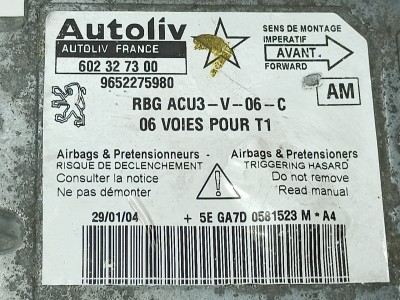 Autoliv
AUTOLIV FRANCE
602 32 73 00
9652275980
SENS DE MONTAGE
IMPERATIF
AVANT
FORWARD
AM
RBG ACU3-V-06-C
06 VOIES POUR T1
Airbags & Pretensionneurs
RISQUE DE DECLENCHEMENT
Consulter la notice
Ne pas démonter
Airbags & Pretensioners
TRIGGERING HASARD
Do not remove
Read manual
29/01/04 + 5E GA7D 0581523 M * A4